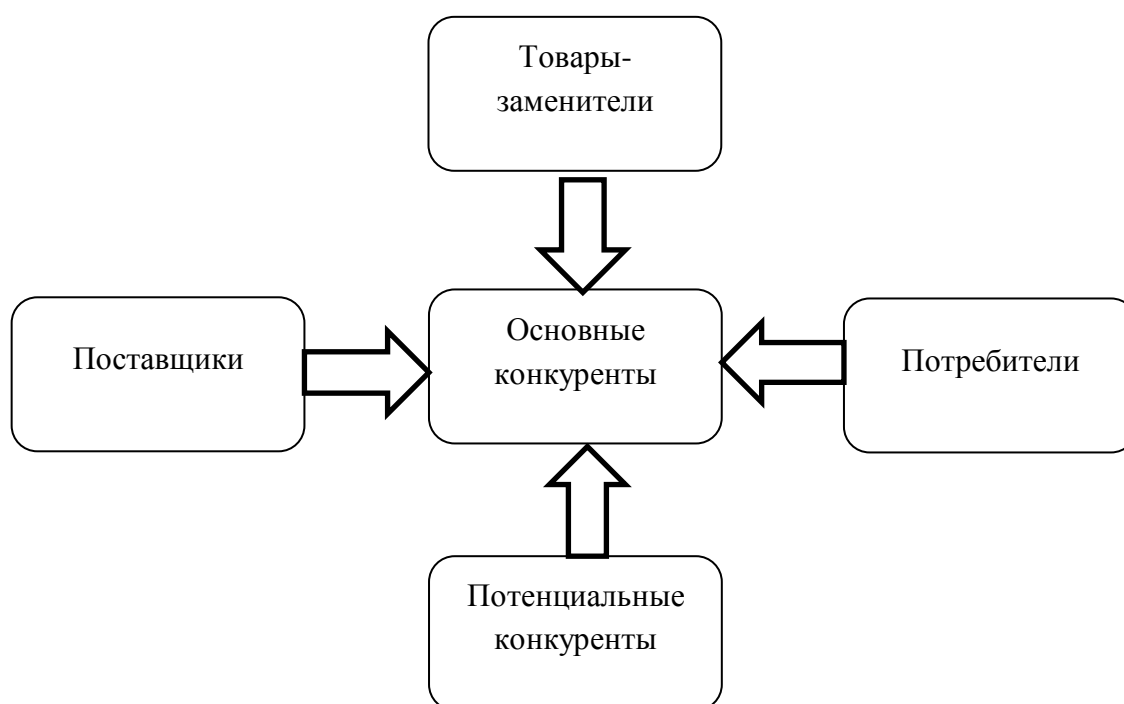 Товары-
заменители
Поставщики
Основные
конкуренты
Потребители
Потенциальные
конкуренты